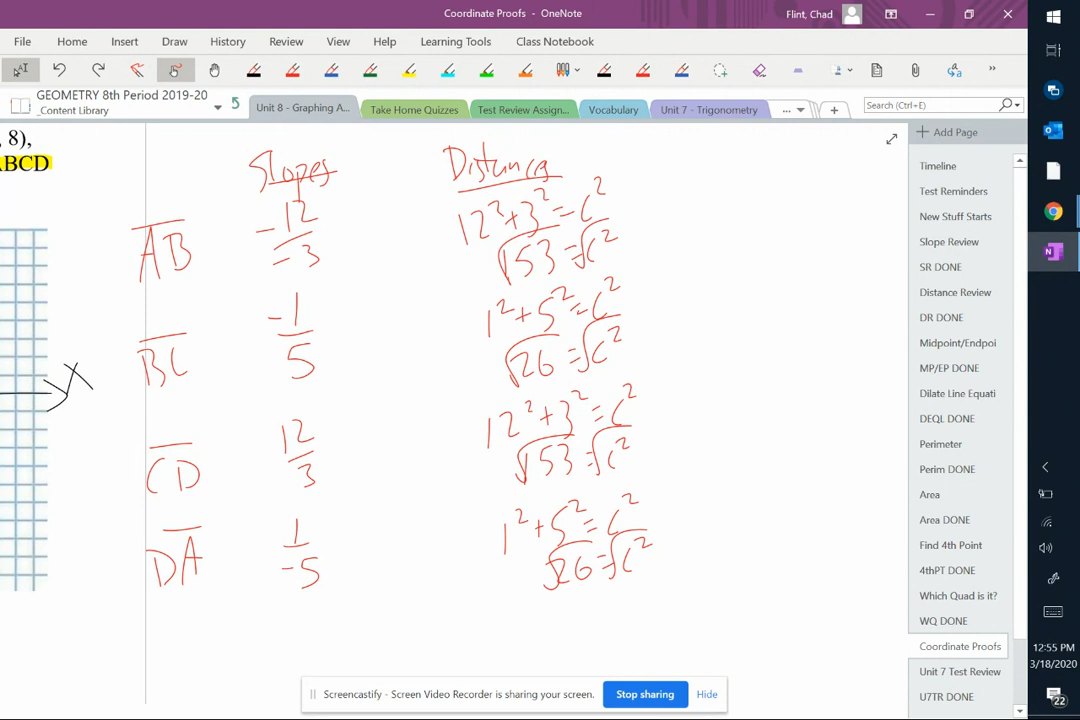 Coordinate Proofs - OneNote
Flint, Chad
File Home Insert Draw History Review View Help Learning Tools Class Notebook
GEOMETRY 8th Period 2019-20
_Content Library
Unit 8 - Graphing A...
Take Home Quizzes
Test Review Assign...
Vocabulary
Unit 7 - Trigonometry
...
Search (Ctrl+E)
, 8),
ABCD
Slopes Distances
AB -12/-3 12²+3²=c²
√53=√c²
BC -1/5 1²+5²=c²
√26=√c²
CD 12/3 12²+3²=c²
√53=√c²
DA 1/-5 1²+5²=c²
√26=√c²
x
Add Page
Timeline
Test Reminders
New Stuff Starts
Slope Review
SR DONE
Distance Review
DR DONE
Midpoint/Endpoi
MP/EP DONE
Dilate Line Equati
DEQL DONE
Perimeter
Perim DONE
Area
Area DONE
Find 4th Point
4thPT DONE
Which Quad is it?
WQ DONE
Coordinate Proofs
Unit 7 Test Review
U7TR DONE
Screencastify - Screen Video Recorder is sharing your screen. Stop sharing Hide
12:55 PM
3/18/2020
22